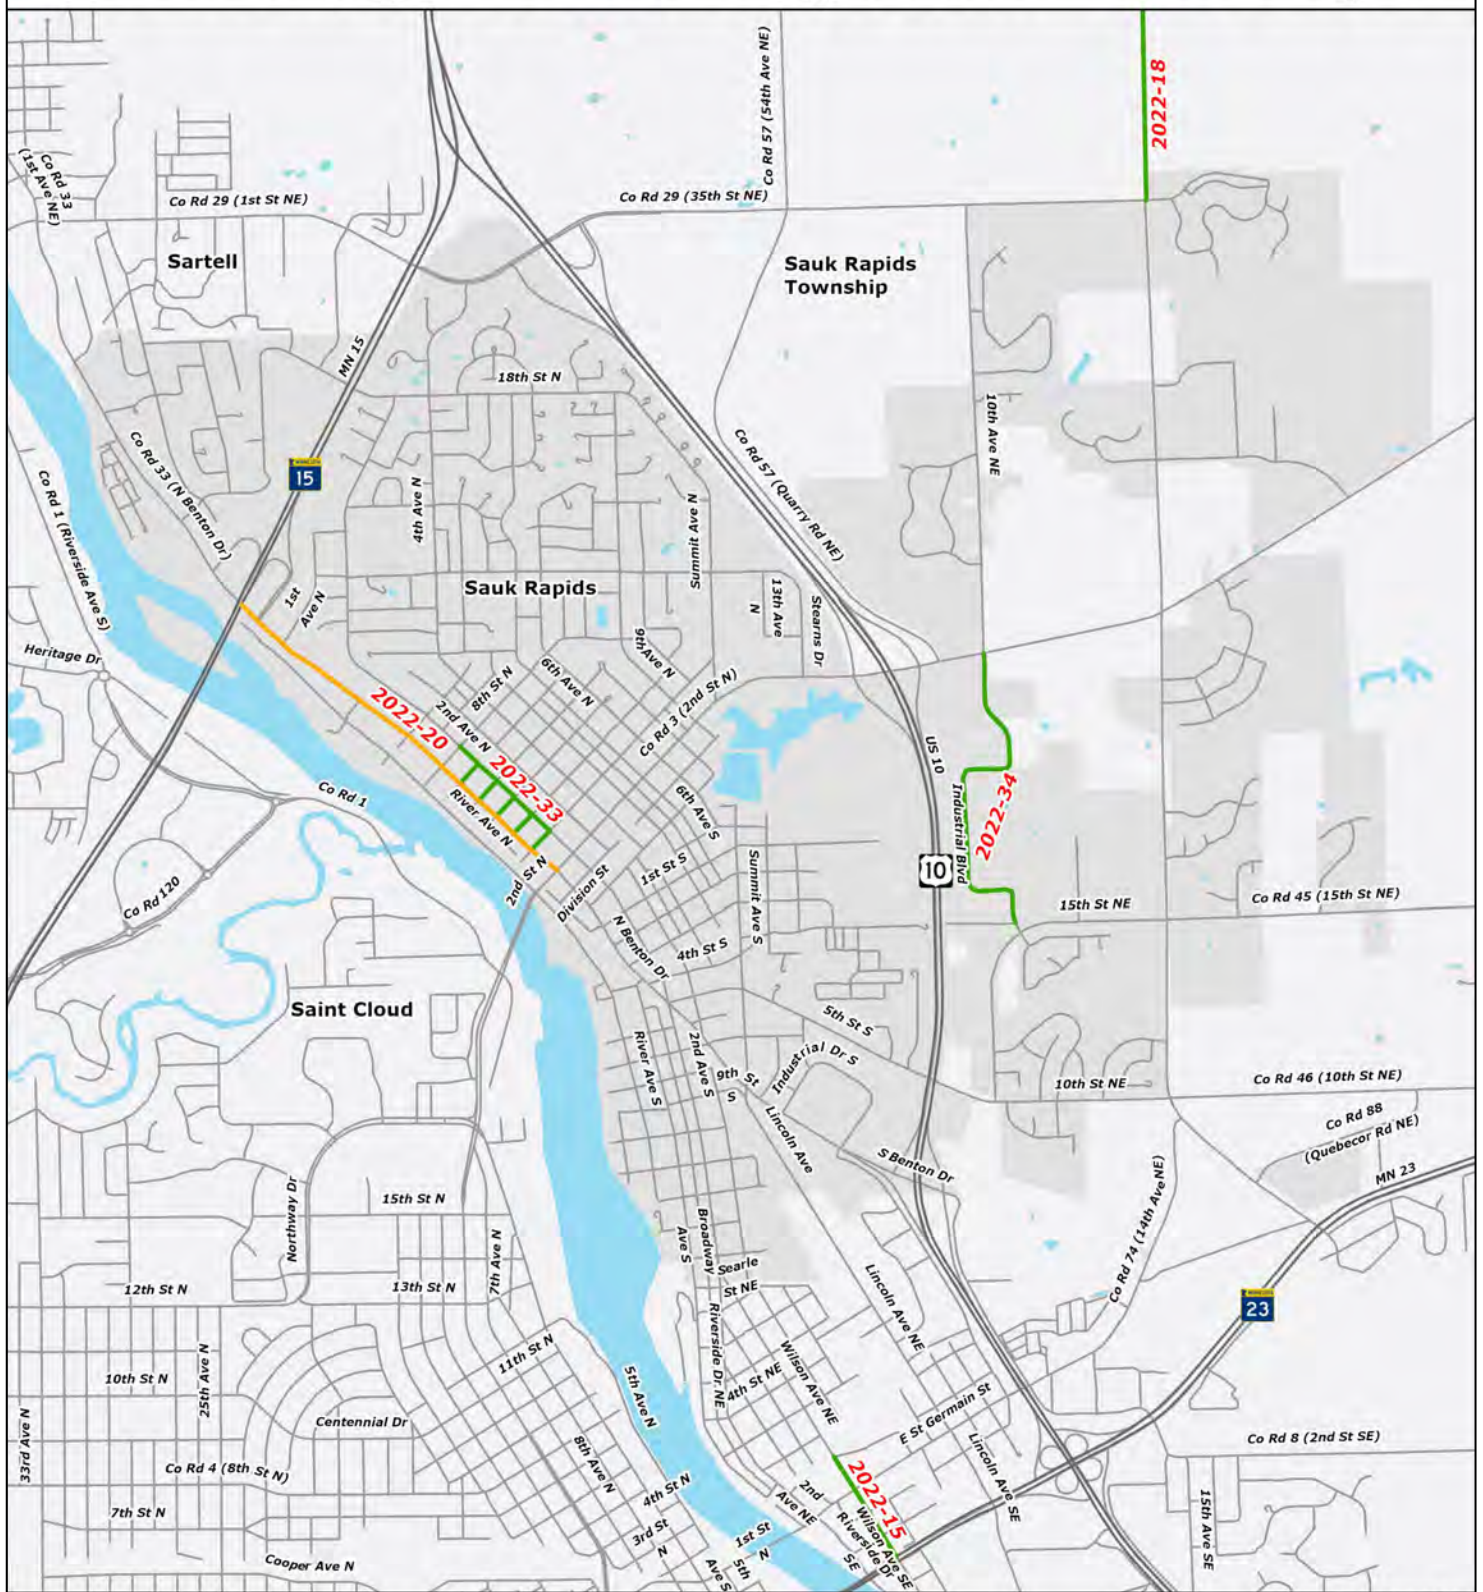 2022-18
Co Rd 57 (54th Ave NE)
Co Rd 33
(1st Ave NE)
Co Rd 29 (1st St NE)
Co Rd 29 (35th St NE)
Sartell
Sauk Rapids
Township
MN 15
18th St N
10th Ave NE
Co Rd 33 (N Benton Dr)
15
Co Rd 57 (Quarry Rd NE)
Co Rd 1 (Riverside Ave S)
4th Ave N
Summit Ave N
Sauk Rapids
1st
Ave N
13th Ave
N
Stearns Dr
Heritage Dr
9th Ave N
6th Ave N
8th St N
2nd Ave N
Co Rd 3 (2nd St N)
2022-20
2022-33
US 10
Industrial Blvd
2022-34
Co Rd 1
River Ave N
6th Ave S
1st St S
Summit Ave S
10
2nd St N
Division St
Co Rd 120
15th St NE
Co Rd 45 (15th St NE)
N Benton Dr
4th St S
Saint Cloud
5th St S
River Ave S
2nd Ave S
9th St
S
Industrial Dr S
10th St NE
Co Rd 46 (10th St NE)
Lincoln Ave
Co Rd 88
(Quebecor Rd NE)
S Benton Dr
MN 23
Co Rd 74 (14th Ave NE)
15th St N
Northway Dr
7th Ave N
Broadway
Ave S
Searle
St NE
12th St N
13th St N
Lincoln Ave NE
23
Riverside Dr NE
Wilson Ave NE
11th St N
10th St N
25th Ave N
5th Ave N
4th St NE
Centennial Dr
E St Germain St
33rd Ave N
8th Ave N
Lincoln Ave SE
Co Rd 8 (2nd St SE)
Co Rd 4 (8th St N)
2022-15
4th St N
2nd
Ave NE
7th St N
3rd St
N
1st St
N
Wilson Ave SE
Riverside Dr
SE
15th Ave SE
Cooper Ave N
5th
Ave S